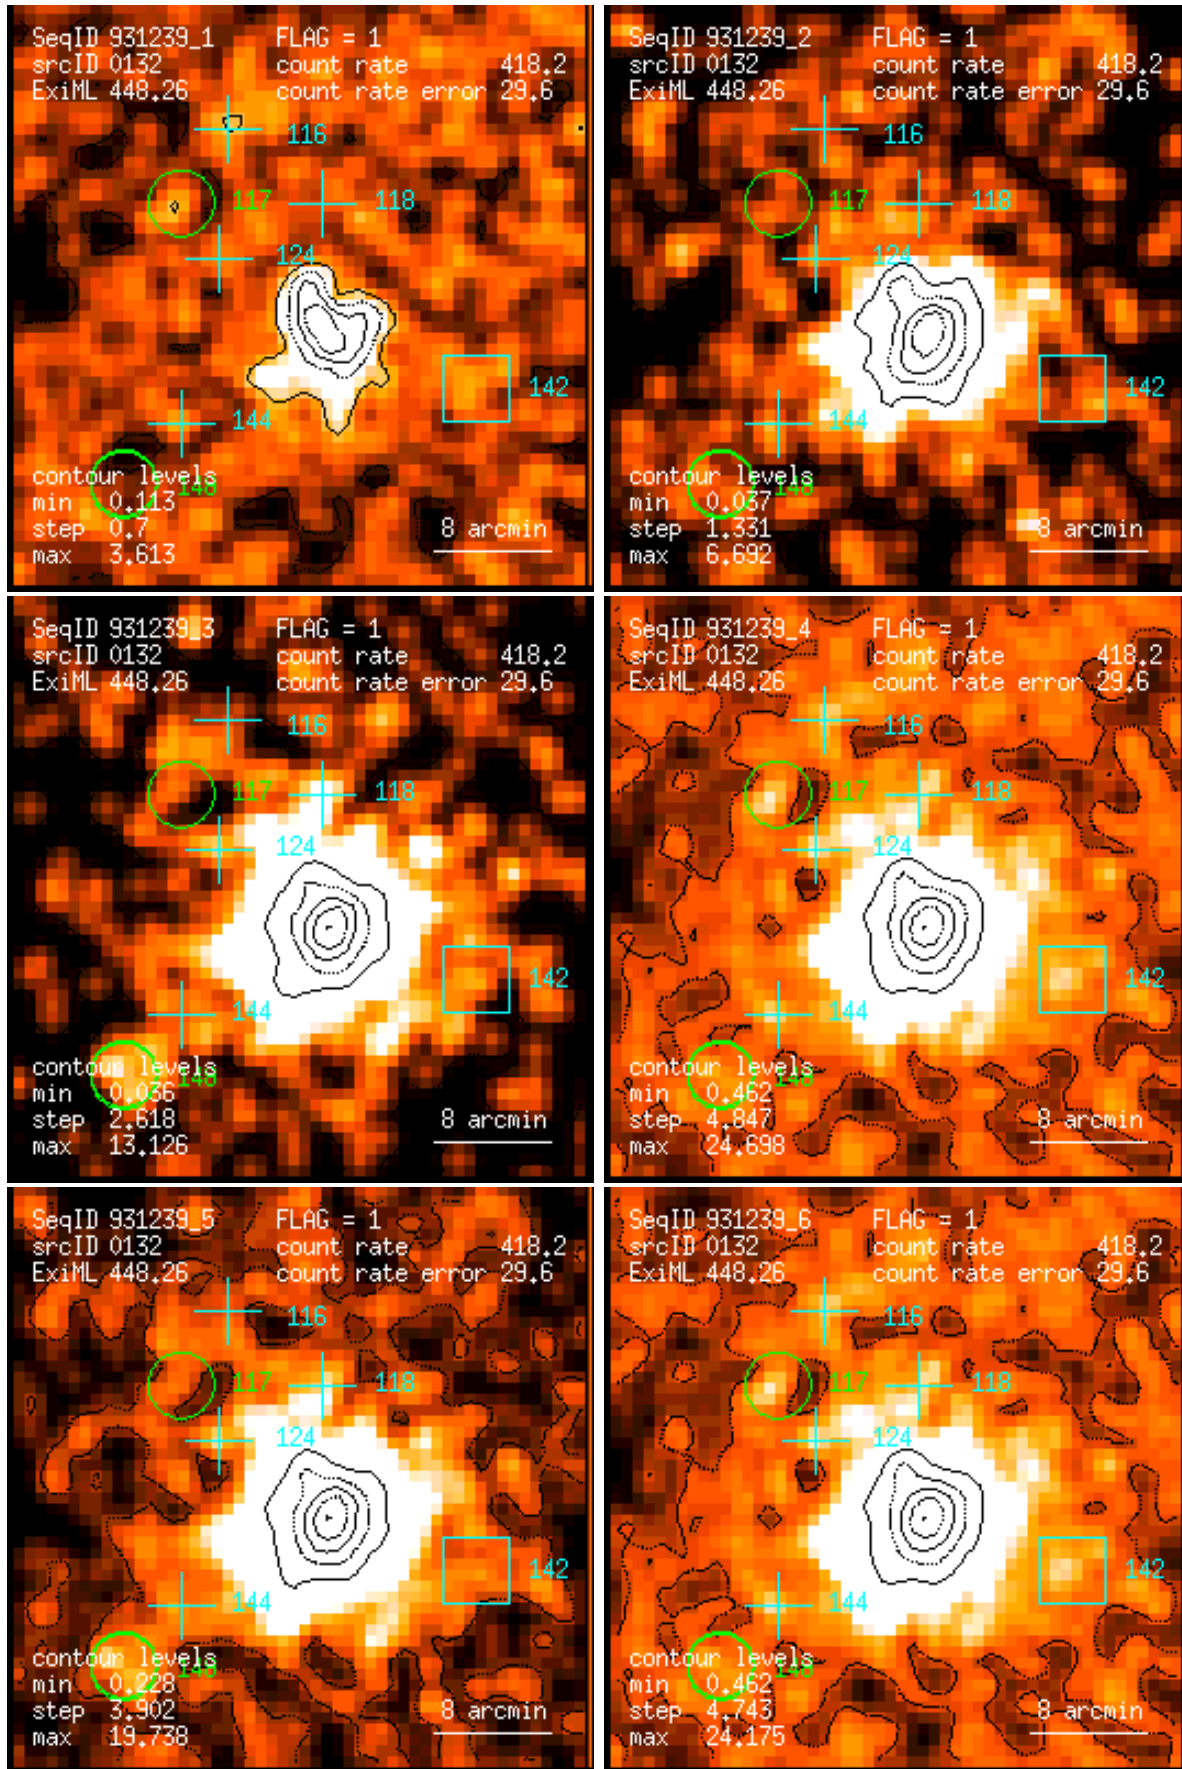 SeqID 931239_1 FLAG = 1
srcID 0132 count rate 418.2
ExiML 448.26 count rate error 29.6
116
117 118
124
142
144
contour levels
148
min 0.113
step 0.7
max 3.613
8 arcmin
SeqID 931239_2 FLAG = 1
srcID 0132 count rate 418.2
ExiML 448.26 count rate error 29.6
116
117 118
124
142
144
contour levels
148
min 0.037
step 1.331
max 6.692
8 arcmin
SeqID 931239_3 FLAG = 1
srcID 0132 count rate 418.2
ExiML 448.26 count rate error 29.6
116
117 118
124
142
144
contour levels
148
min 0.036
step 2.618
max 13.126
8 arcmin
SeqID 931239_4 FLAG = 1
srcID 0132 count rate 418.2
ExiML 448.26 count rate error 29.6
116
117 118
124
142
144
contour levels
148
min 0.462
step 4.847
max 24.698
8 arcmin
SeqID 931239_5 FLAG = 1
srcID 0132 count rate 418.2
ExiML 448.26 count rate error 29.6
116
117 118
124
142
144
contour levels
148
min 0.228
step 3.902
max 19.738
8 arcmin
SeqID 931239_6 FLAG = 1
srcID 0132 count rate 418.2
ExiML 448.26 count rate error 29.6
116
117 118
124
142
144
contour levels
148
min 0.462
step 4.743
max 24.175
8 arcmin